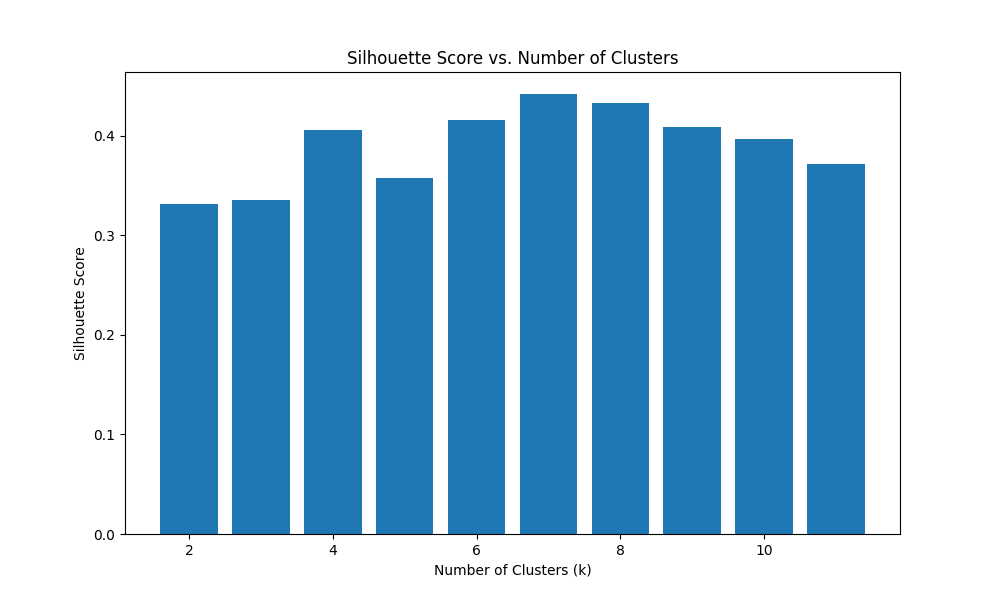 Silhouette Score vs. Number of Clusters
Silhouette Score
0.4
0.3
0.2
0.1
0.0
2 4 6 8 10
Number of Clusters (k)